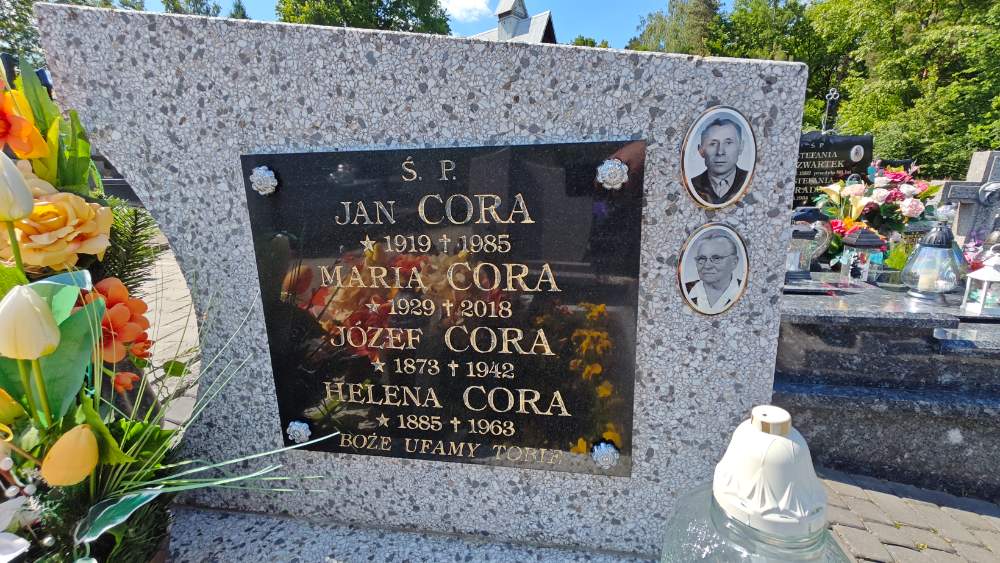 Ś. P.
JAN CORA
★ 1919 † 1985
MARIA CORA
★ 1929 † 2018
JÓZEF CORA
★ 1873 † 1942
HELENA CORA
★ 1885 † 1963
BOŻE UFAMY TOBIE
Ś P
STEFANIA